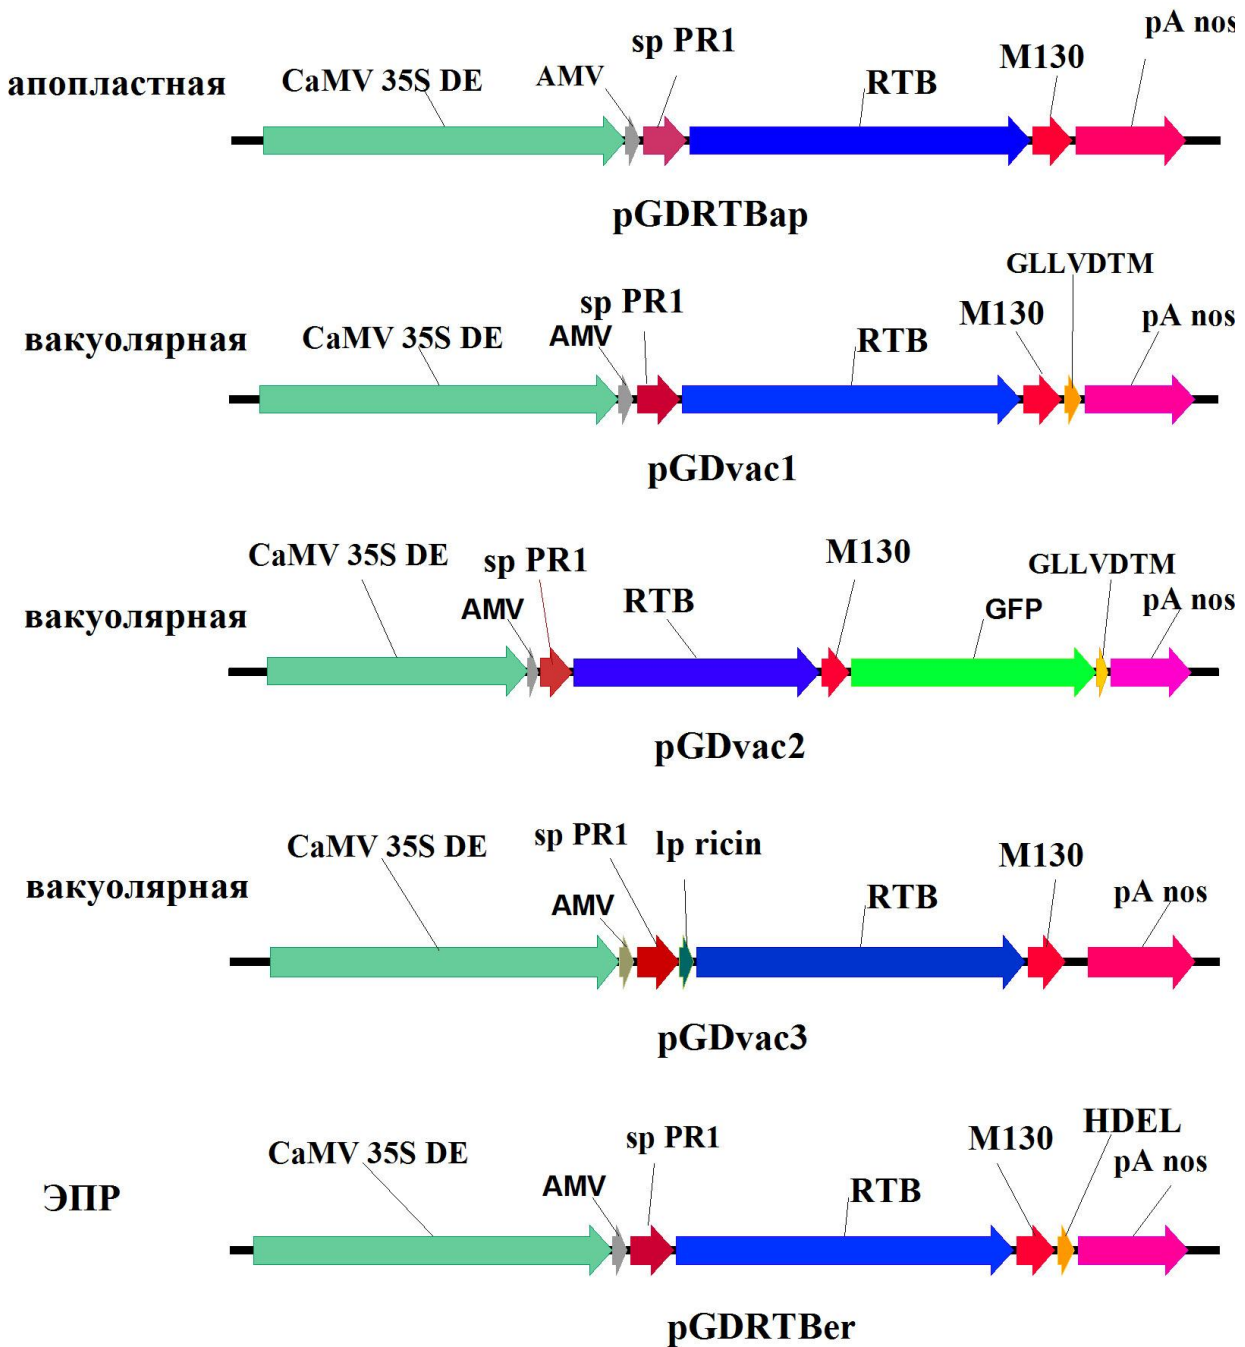 апопластная
CaMV 35S DE
AMV
sp PR1
RTB
M130
pA nos
pGDRTBap
вакуолярная
CaMV 35S DE
AMV
sp PR1
RTB
M130
GLLVDTM
pA nos
pGDvac1
вакуолярная
CaMV 35S DE
AMV
sp PR1
RTB
M130
GFP
GLLVDTM
pA nos
pGDvac2
вакуолярная
CaMV 35S DE
AMV
sp PR1
lp ricin
RTB
M130
pA nos
pGDvac3
ЭПР
CaMV 35S DE
AMV
sp PR1
RTB
M130
HDEL
pA nos
pGDRTBer